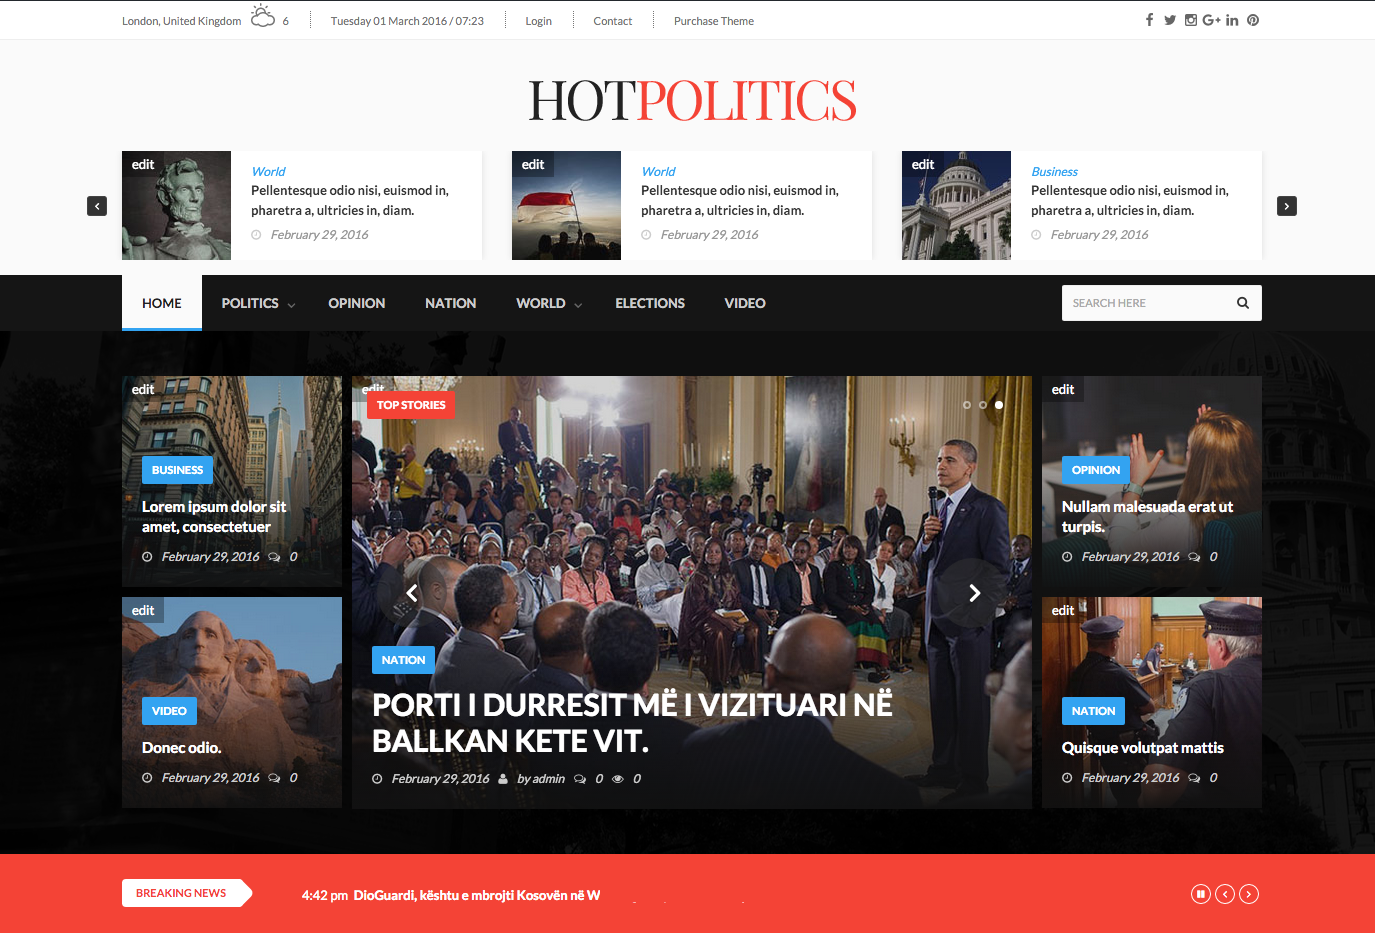 London, United Kingdom 6 Tuesday 01 March 2016 / 07:23 Login Contact Purchase Theme
HOTPOLITICS
edit
World
Pellentesque odio nisi, euismod in,
pharetra a, ultricies in, diam.
February 29, 2016
edit
World
Pellentesque odio nisi, euismod in,
pharetra a, ultricies in, diam.
February 29, 2016
edit
Business
Pellentesque odio nisi, euismod in,
pharetra a, ultricies in, diam.
February 29, 2016
HOME POLITICS OPINION NATION WORLD ELECTIONS VIDEO SEARCH HERE
edit
BUSINESS
Lorem ipsum dolor sit
amet, consectetuer
February 29, 2016 0
edit
VIDEO
Donec odio.
February 29, 2016 0
edit
TOP STORIES
NATION
PORTI I DURRESIT MË I VIZITUARI NË
BALLKAN KETE VIT.
February 29, 2016 by admin 0 0
edit
OPINION
Nullam malesuada erat ut
turpis.
February 29, 2016 0
edit
NATION
Quisque volutpat mattis
February 29, 2016 0
BREAKING NEWS 4:42 pm DioGuardi, kështu e mbrojti Kosovën në W